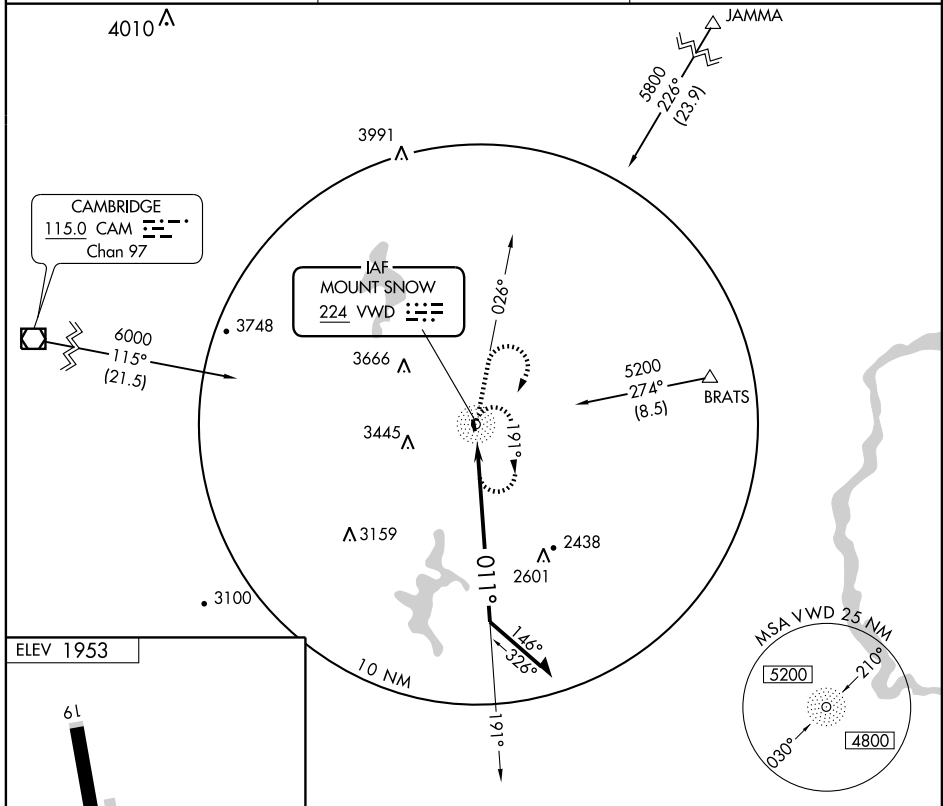 4010
JAMMA
5800
226°
(23.9)
3991
CAMBRIDGE
115.0 CAM
Chan 97
IAF
MOUNT SNOW
224 VWD
026°
3748
6000
115°
(21.5)
3666
5200
274°
(8.5)
BRATS
3445
191°
3159
2438
2601
011°
3100
146°
326°
10 NM
191°
MSA VWD 25 NM
5200
210°
030°
4800
ELEV 1953
19